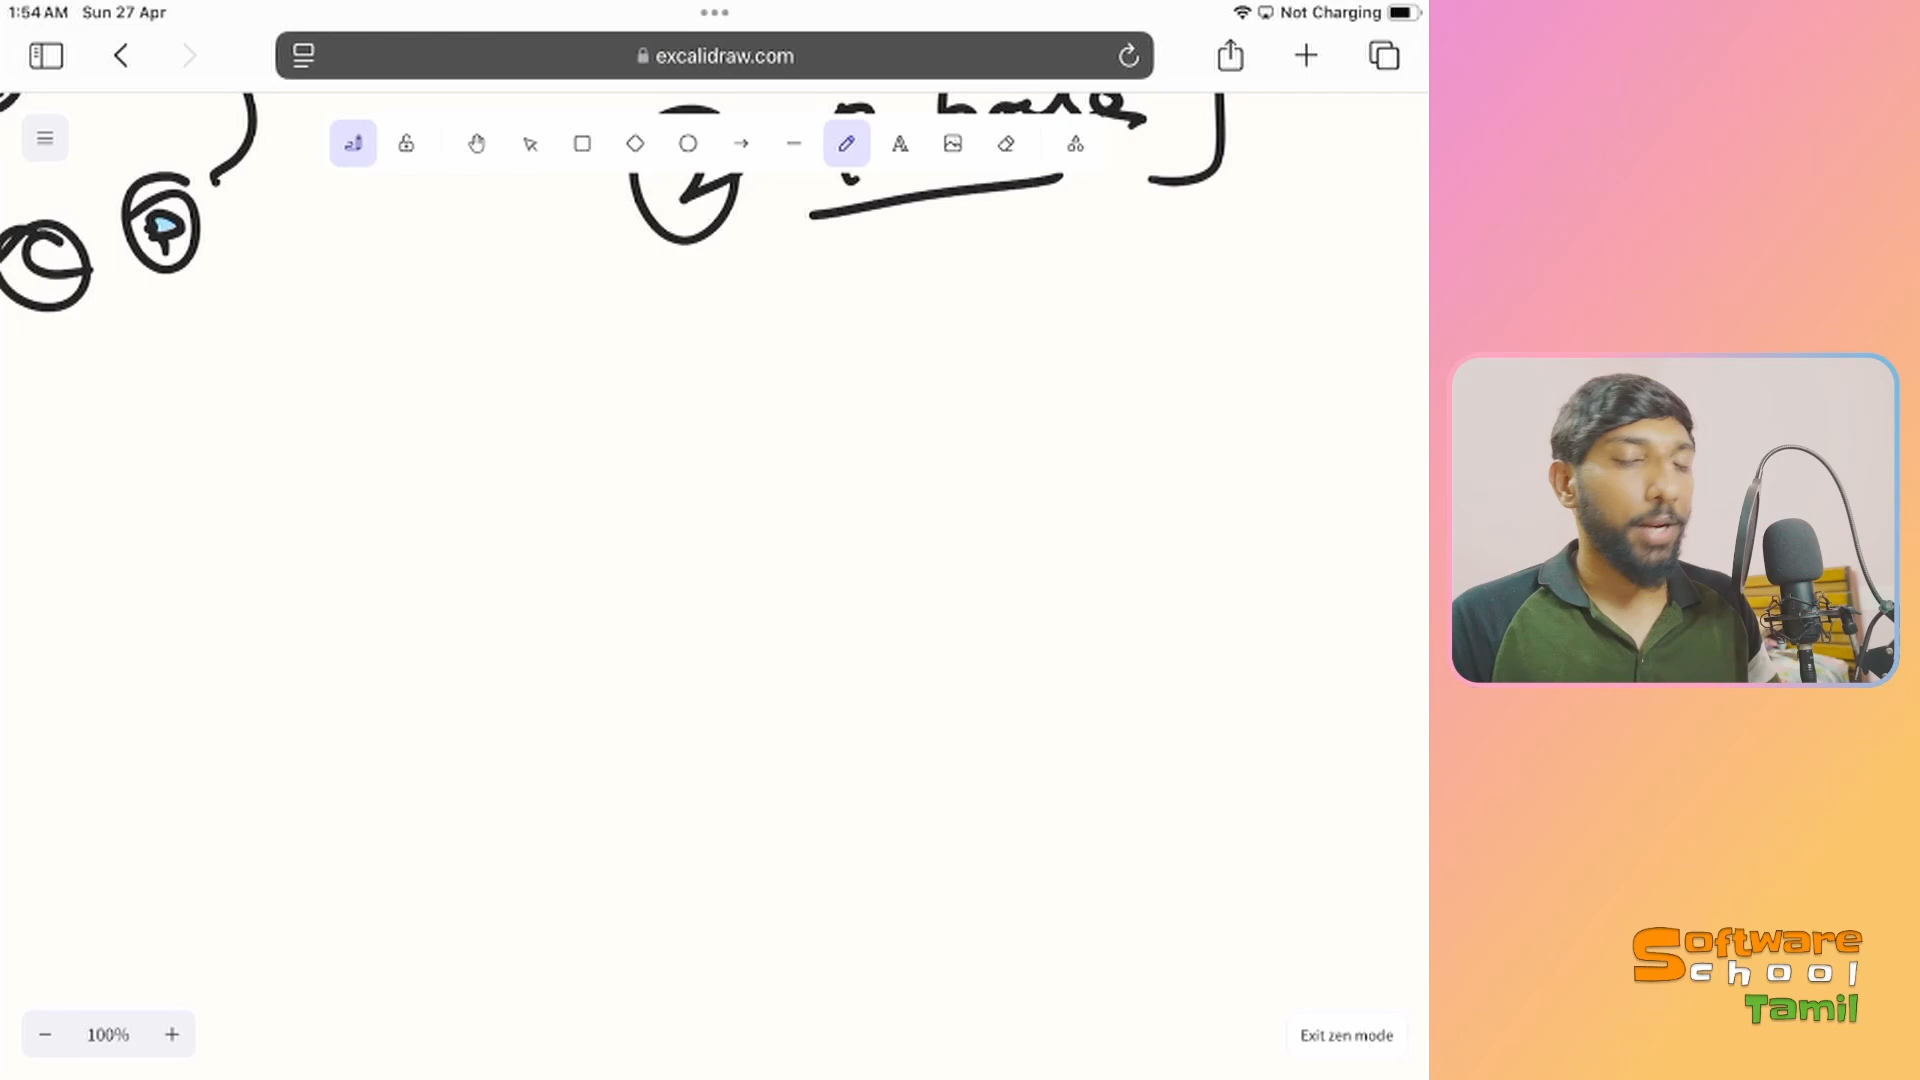 1:54 AM Sun 27 Apr
Not Charging
excalidraw.com
100%
Exit zen mode
Software
School
Tamil